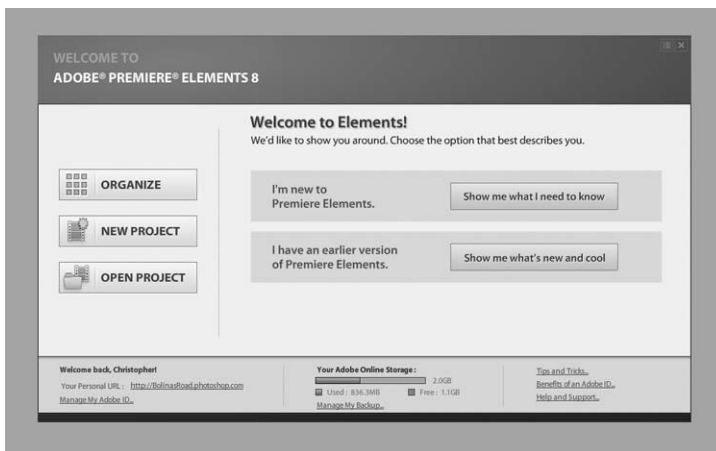 WELCOME TO
ADOBE® PREMIERE® ELEMENTS 8
ORGANIZE
NEW PROJECT
OPEN PROJECT
Welcome to Elements!
We'd like to show you around. Choose the option that best describes you.
I'm new to
Premiere Elements.
Show me what I need to know
I have an earlier version
of Premiere Elements.
Show me what's new and cool
Welcome back, Christopher!
Your Personal URL : http://BolinasRoad.photoshop.com
Manage My Adobe ID...
Your Adobe Online Storage :
2.0GB
Used : 836.3MB Free : 1.1GB
Manage My Backup...
Tips and Tricks...
Benefits of an Adobe ID...
Help and Support...